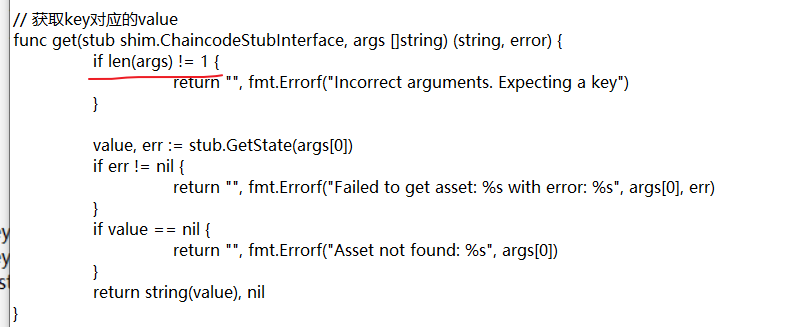 // 获取key对应的value
func get(stub shim.ChaincodeStubInterface, args []string) (string, error) {
if len(args) != 1 {
return "", fmt.Errorf("Incorrect arguments. Expecting a key")
}
value, err := stub.GetState(args[0])
if err != nil {
return "", fmt.Errorf("Failed to get asset: %s with error: %s", args[0], err)
}
if value == nil {
return "", fmt.Errorf("Asset not found: %s", args[0])
}
return string(value), nil
}